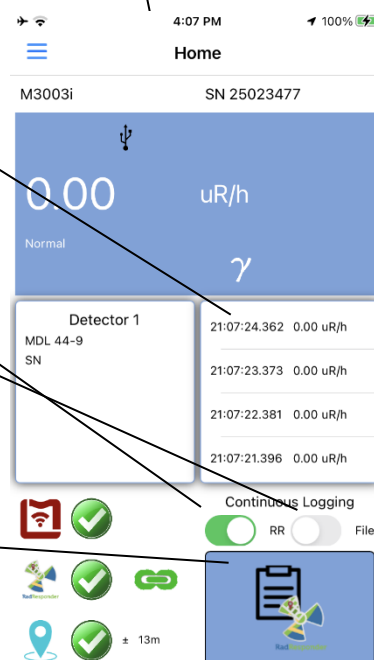 4:07 PM
100%
Home
M3003i SN 25023477
0.00 uR/h
Normal
γ
Detector 1
MDL 44-9
SN
21:07:24.362 0.00 uR/h
21:07:23.373 0.00 uR/h
21:07:22.381 0.00 uR/h
21:07:21.396 0.00 uR/h
Continuous Logging
RR File
RadResponder
± 13m
RadResponder